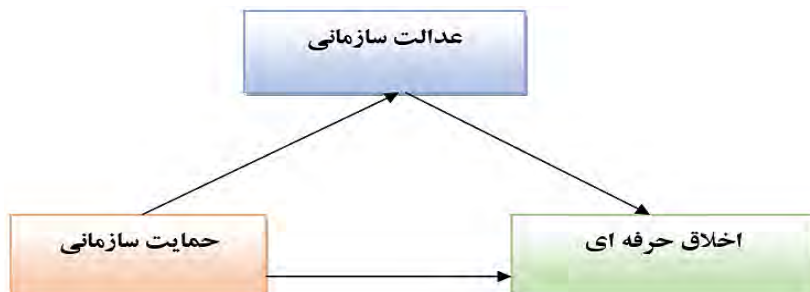 عدالت سازمانی
اخلاق حرفه ای
حمایت سازمانی